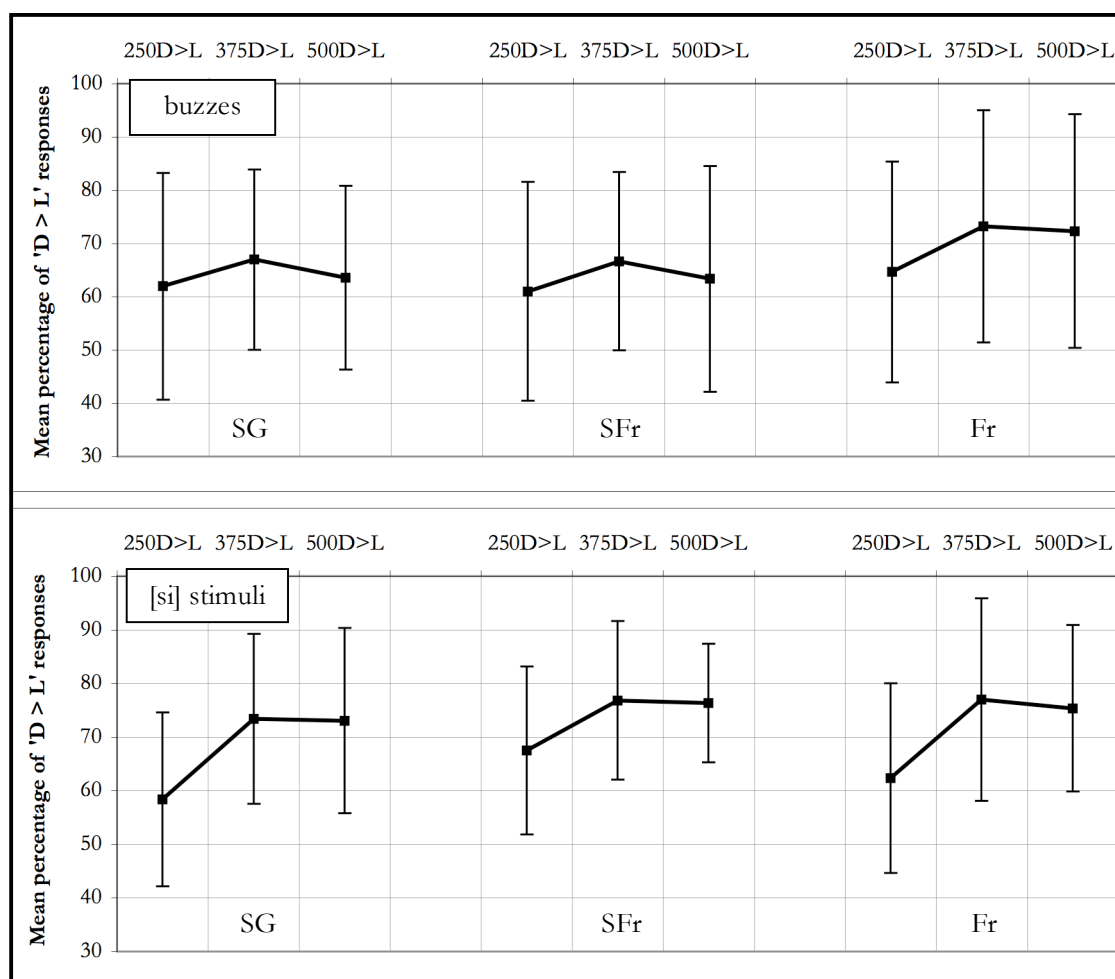 250D>L 375D>L 500D>L 250D>L 375D>L 500D>L 250D>L 375D>L 500D>L
Mean percentage of 'D > L' responses
100
90
80
70
60
50
40
30
buzzes
SG SFr Fr
250D>L 375D>L 500D>L 250D>L 375D>L 500D>L 250D>L 375D>L 500D>L
Mean percentage of 'D > L' responses
100
90
80
70
60
50
40
30
[si] stimuli
SG SFr Fr